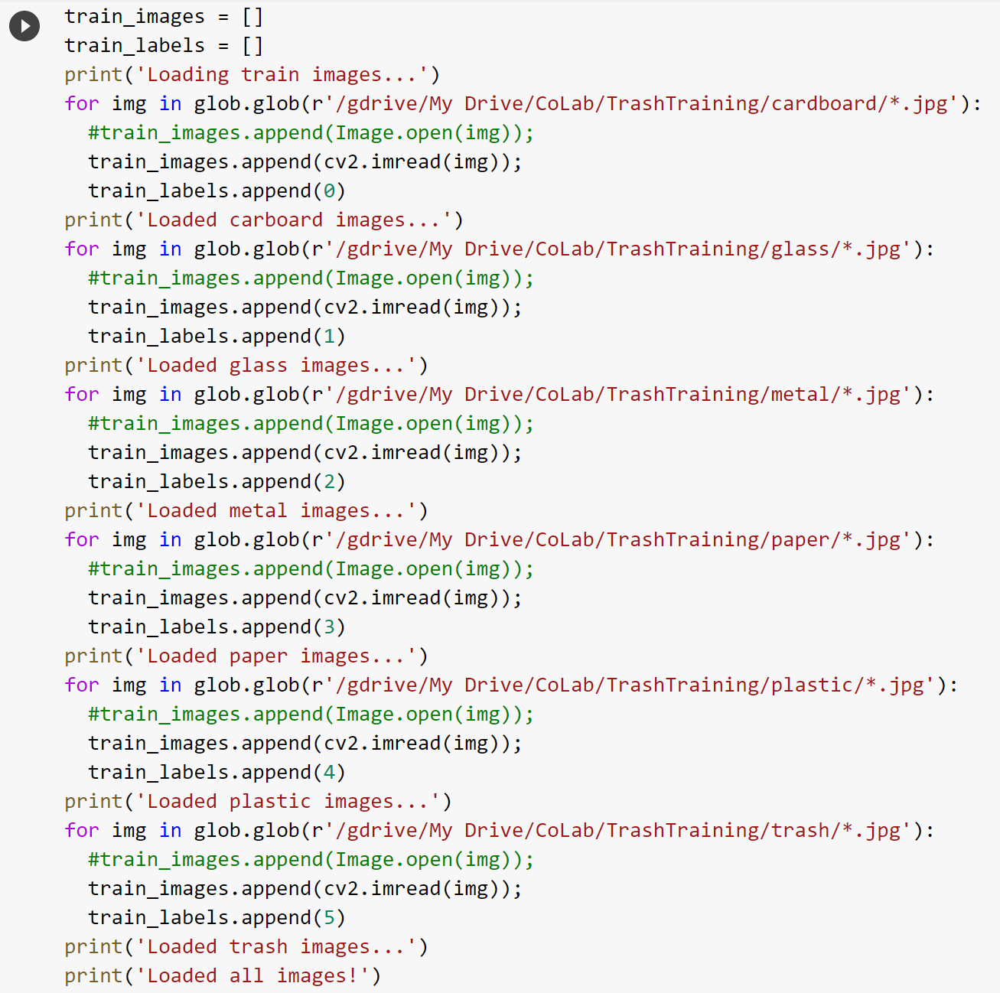 train_images = []
train_labels = []
print('Loading train images...')
for img in glob.glob(r'/gdrive/My Drive/CoLab/TrashTraining/cardboard/*.jpg'):
  #train_images.append(Image.open(img));
  train_images.append(cv2.imread(img));
  train_labels.append(0)
print('Loaded carboard images...')
for img in glob.glob(r'/gdrive/My Drive/CoLab/TrashTraining/glass/*.jpg'):
  #train_images.append(Image.open(img));
  train_images.append(cv2.imread(img));
  train_labels.append(1)
print('Loaded glass images...')
for img in glob.glob(r'/gdrive/My Drive/CoLab/TrashTraining/metal/*.jpg'):
  #train_images.append(Image.open(img));
  train_images.append(cv2.imread(img));
  train_labels.append(2)
print('Loaded metal images...')
for img in glob.glob(r'/gdrive/My Drive/CoLab/TrashTraining/paper/*.jpg'):
  #train_images.append(Image.open(img));
  train_images.append(cv2.imread(img));
  train_labels.append(3)
print('Loaded paper images...')
for img in glob.glob(r'/gdrive/My Drive/CoLab/TrashTraining/plastic/*.jpg'):
  #train_images.append(Image.open(img));
  train_images.append(cv2.imread(img));
  train_labels.append(4)
print('Loaded plastic images...')
for img in glob.glob(r'/gdrive/My Drive/CoLab/TrashTraining/trash/*.jpg'):
  #train_images.append(Image.open(img));
  train_images.append(cv2.imread(img));
  train_labels.append(5)
print('Loaded trash images...')
print('Loaded all images!')